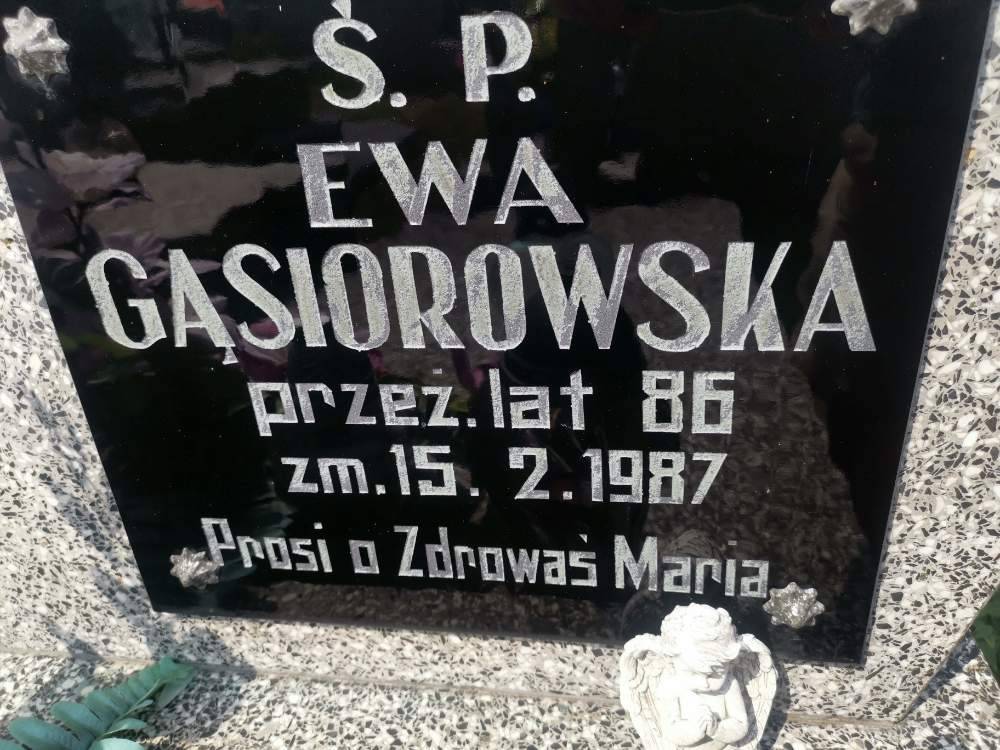 Ś. P.
EWA
GĄSIOROWSKA
przeż. lat 86
zm. 15. 2. 1987
Prosi o Zdrowaś Maria